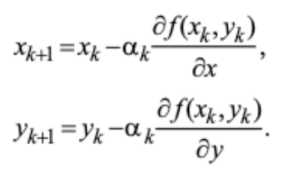 x_{k+1} = x_k − α_k ∂f(x_k, y_k)/∂x,
y_{k+1} = y_k − α_k ∂f(x_k, y_k)/∂y.